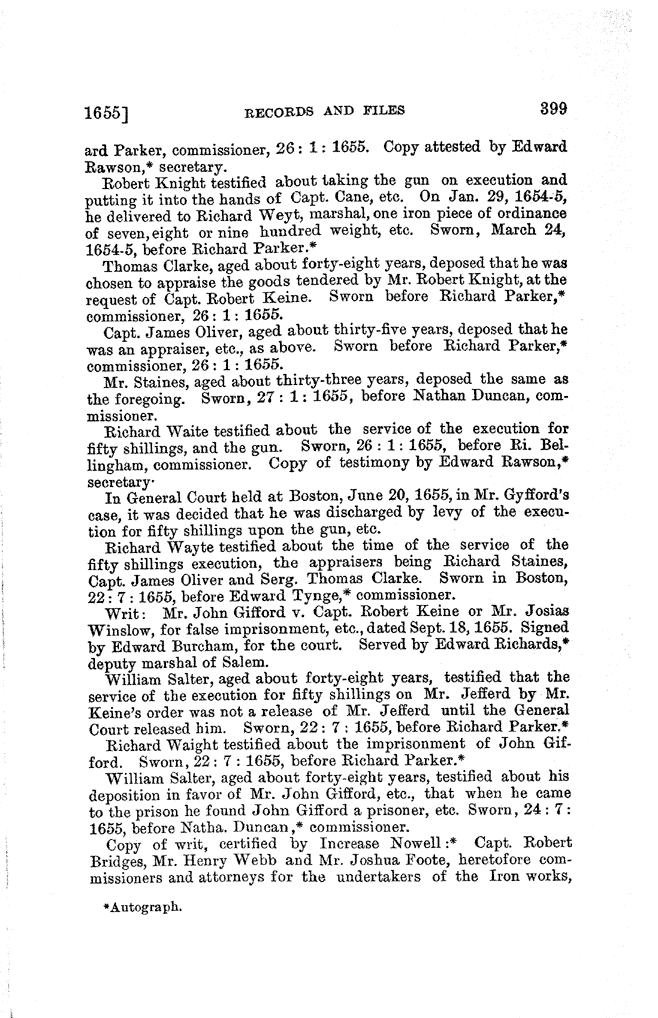 1655] RECORDS AND FILES 399
ard Parker, commissioner, 26: 1: 1655. Copy attested by Edward
Rawson,* secretary.
Robert Knight testified about taking the gun on execution and
putting it into the hands of Capt. Cane, etc. On Jan. 29, 1654-5,
he delivered to Richard Weyt, marshal, one iron piece of ordinance
of seven, eight or nine hundred weight, etc. Sworn, March 24,
1654-5, before Richard Parker.*
Thomas Clarke, aged about forty-eight years, deposed that he was
chosen to appraise the goods tendered by Mr. Robert Knight, at the
request of Capt. Robert Keine. Sworn before Richard Parker,*
commissioner, 26: 1: 1655.
Capt. James Oliver, aged about thirty-five years, deposed that he
was an appraiser, etc., as above. Sworn before Richard Parker,*
commissioner, 26: 1: 1655.
Mr. Staines, aged about thirty-three years, deposed the same as
the foregoing. Sworn, 27: 1: 1655, before Nathan Duncan, com-
missioner.
Richard Waite testified about the service of the execution for
fifty shillings, and the gun. Sworn, 26: 1: 1655, before Ri. Bel-
lingham, commissioner. Copy of testimony by Edward Rawson,*
secretary.
In General Court held at Boston, June 20, 1655, in Mr. Gyfford's
case, it was decided that he was discharged by levy of the execu-
tion for fifty shillings upon the gun, etc.
Richard Wayte testified about the time of the service of the
fifty shillings execution, the appraisers being Richard Staines,
Capt. James Oliver and Serg. Thomas Clarke. Sworn in Boston,
22: 7: 1655, before Edward Tynge,* commissioner.
Writ: Mr. John Gifford v. Capt. Robert Keine or Mr. Josias
Winslow, for false imprisonment, etc., dated Sept. 18, 1655. Signed
by Edward Burcham, for the court. Served by Edward Richards,*
deputy marshal of Salem.
William Salter, aged about forty-eight years, testified that the
service of the execution for fifty shillings on Mr. Jefferd by Mr.
Keine's order was not a release of Mr. Jefferd until the General
Court released him. Sworn, 22: 7: 1655, before Richard Parker.*
Richard Waight testified about the imprisonment of John Gif-
ford. Sworn, 22: 7: 1655, before Richard Parker.*
William Salter, aged about forty-eight years, testified about his
deposition in favor of Mr. John Gifford, etc., that when he came
to the prison he found John Gifford a prisoner, etc. Sworn, 24: 7:
1655, before Natha. Duncan,* commissioner.
Copy of writ, certified by Increase Nowell:* Capt. Robert
Bridges, Mr. Henry Webb and Mr. Joshua Foote, heretofore com-
missioners and attorneys for the undertakers of the Iron works,
*Autograph.